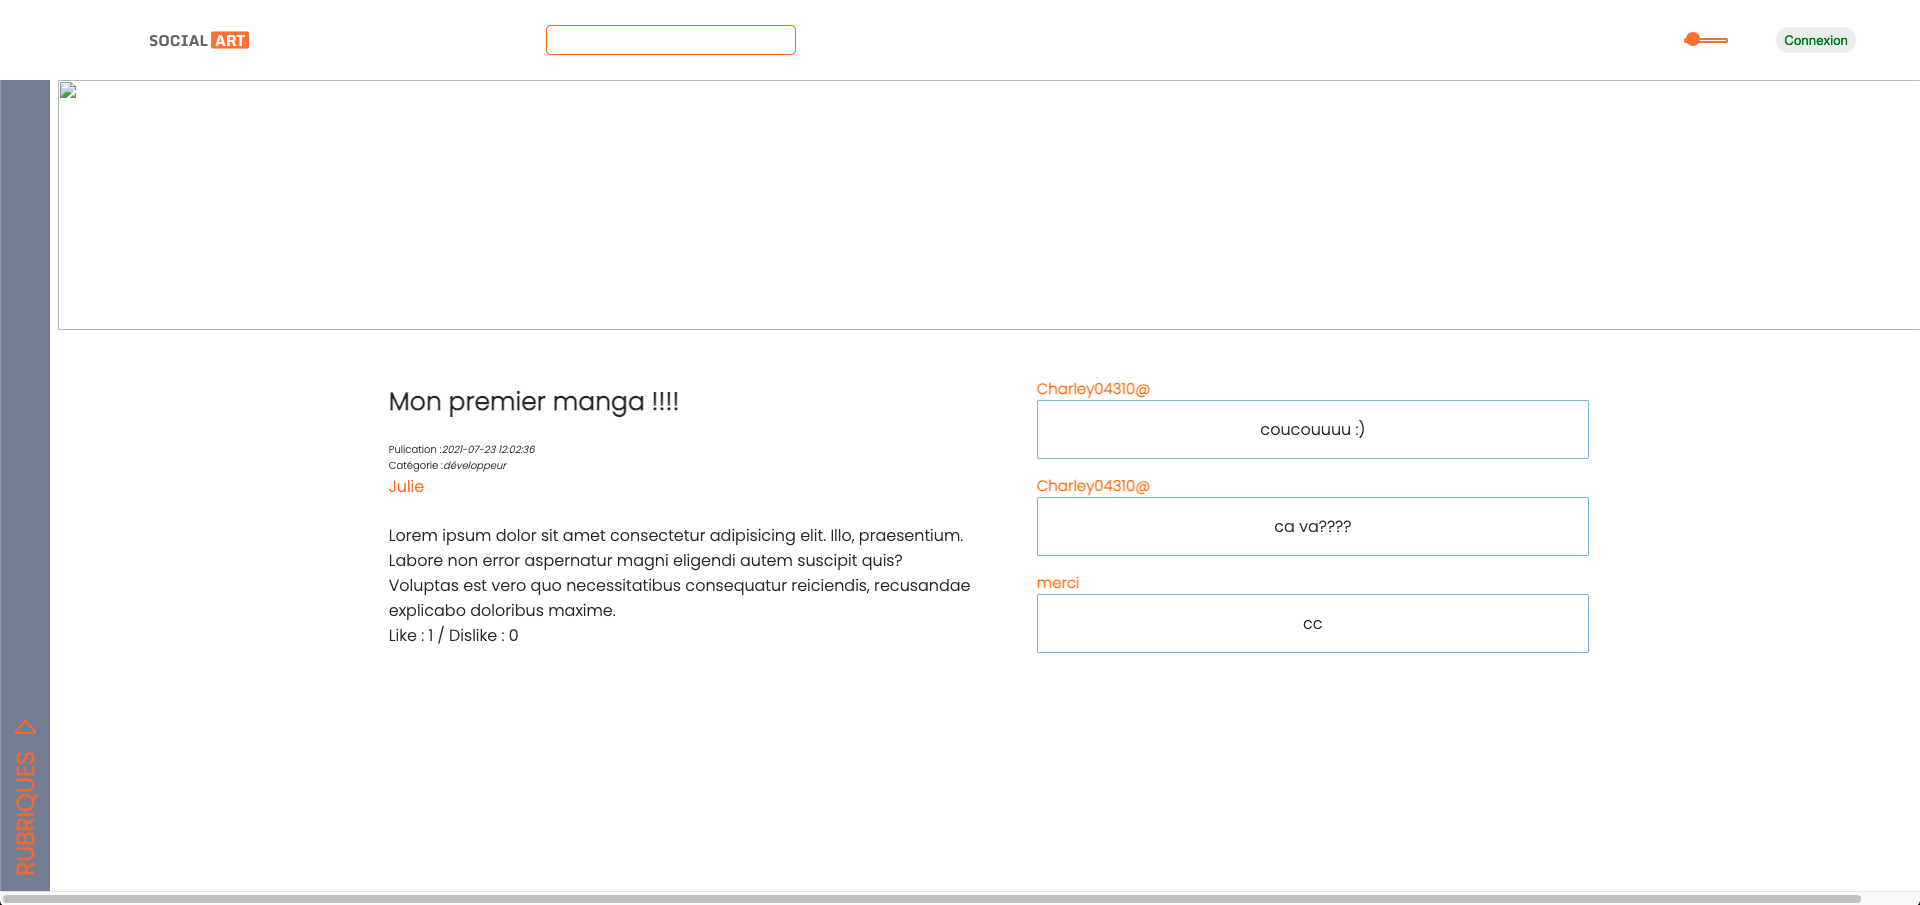 SOCIAL ART
Connexion
Mon premier manga !!!!
Pulication :2021-07-23 12:02:36
Catégorie :développeur
Julie
Lorem ipsum dolor sit amet consectetur adipisicing elit. Illo, praesentium.
Labore non error aspernatur magni eligendi autem suscipit quis?
Voluptas est vero quo necessitatibus consequatur reiciendis, recusandae
explicabo doloribus maxime.
Like : 1 / Dislike : 0
Charley04310@
coucouuuu :)
Charley04310@
ca va????
merci
cc
RUBRIQUES